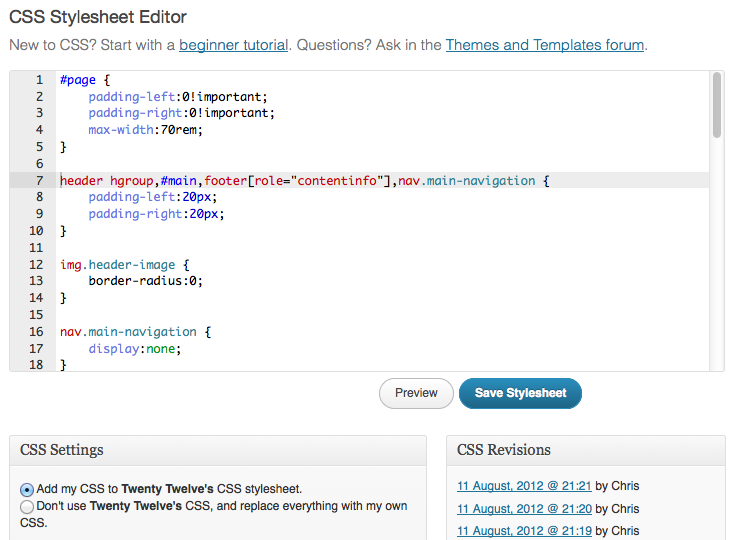 CSS Stylesheet Editor
New to CSS? Start with a beginner tutorial. Questions? Ask in the Themes and Templates forum.
1 #page {
2 padding-left:0!important;
3 padding-right:0!important;
4 max-width:70rem;
5 }
6
7 header hgroup,#main,footer[role="contentinfo"],nav.main-navigation {
8 padding-left:20px;
9 padding-right:20px;
10 }
11
12 img.header-image {
13 border-radius:0;
14 }
15
16 nav.main-navigation {
17 display:none;
18 }
Preview Save Stylesheet
CSS Settings
Add my CSS to Twenty Twelve's CSS stylesheet.
Don't use Twenty Twelve's CSS, and replace everything with my own
CSS.
CSS Revisions
11 August, 2012 @ 21:21 by Chris
11 August, 2012 @ 21:20 by Chris
11 August, 2012 @ 21:19 by Chris